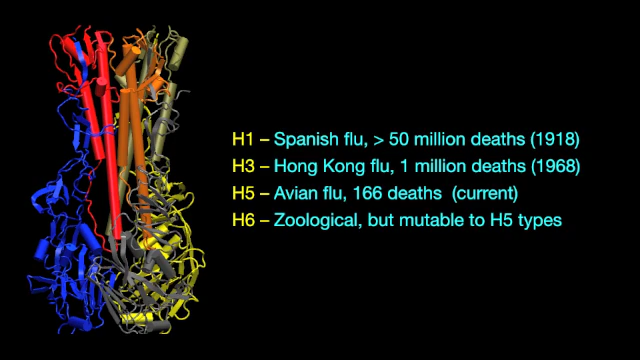 H1 – Spanish flu, > 50 million deaths (1918)
H3 – Hong Kong flu, 1 million deaths (1968)
H5 – Avian flu, 166 deaths  (current)
H6 – Zoological, but mutable to H5 types